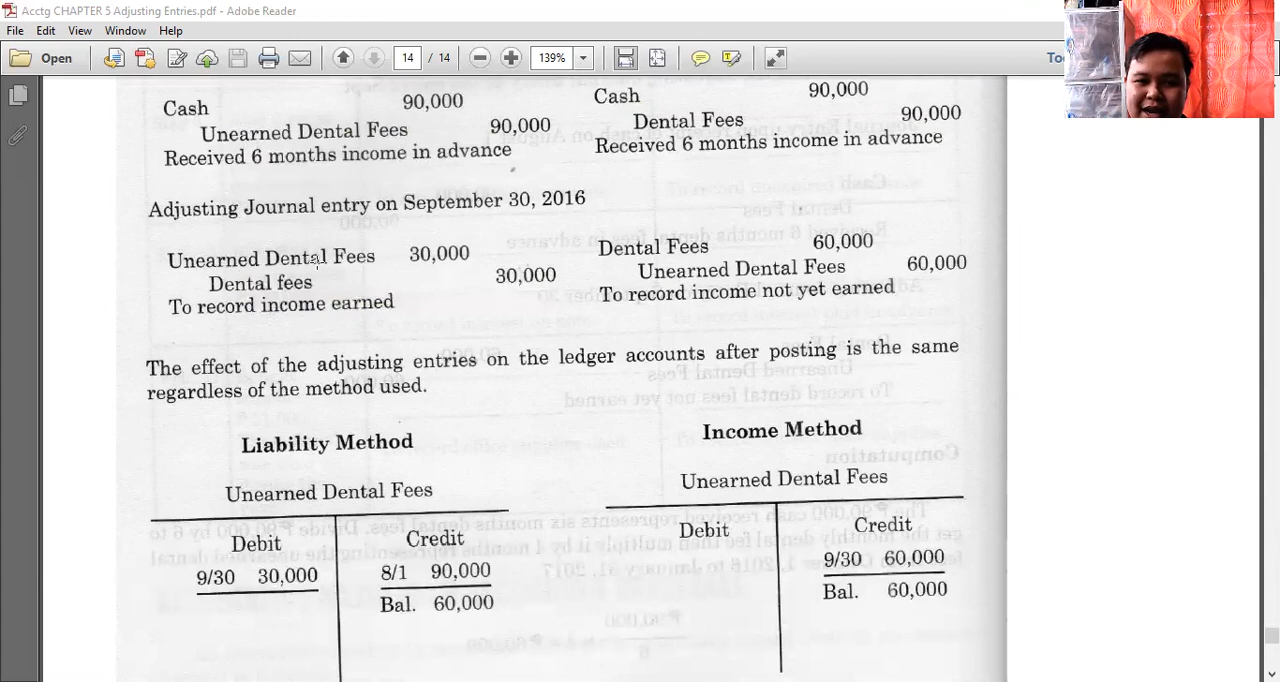 Acctg CHAPTER 5 Adjusting Entries.pdf - Adobe Reader
File Edit View Window Help
Open 14 / 14 139%
Cash 90,000
Unearned Dental Fees 90,000
Received 6 months income in advance
Cash 90,000
Dental Fees 90,000
Received 6 months income in advance
Adjusting Journal entry on September 30, 2016
Unearned Dental Fees 30,000
Dental fees 30,000
To record income earned
Dental Fees 60,000
Unearned Dental Fees 60,000
To record income not yet earned
The effect of the adjusting entries on the ledger accounts after posting is the same
regardless of the method used.
Liability Method
Unearned Dental Fees
Debit Credit
9/30 30,000 8/1 90,000
Bal. 60,000
Income Method
Unearned Dental Fees
Debit Credit
9/30 60,000
Bal. 60,000